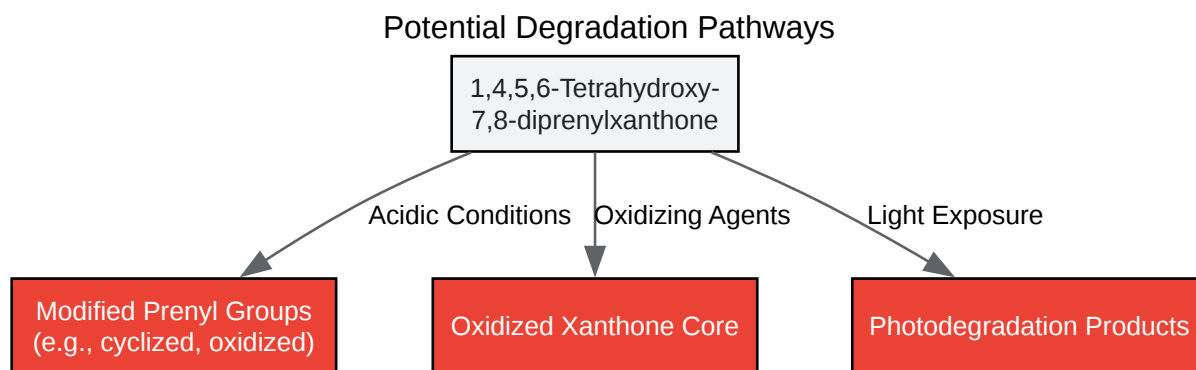 Potential Degradation Pathways
1,4,5,6-Tetrahydroxy-
7,8-diprenylxanthone
Acidic Conditions
Oxidizing Agents
Light Exposure
Modified Prenyl Groups
(e.g., cyclized, oxidized)
Oxidized Xanthone Core
Photodegradation Products